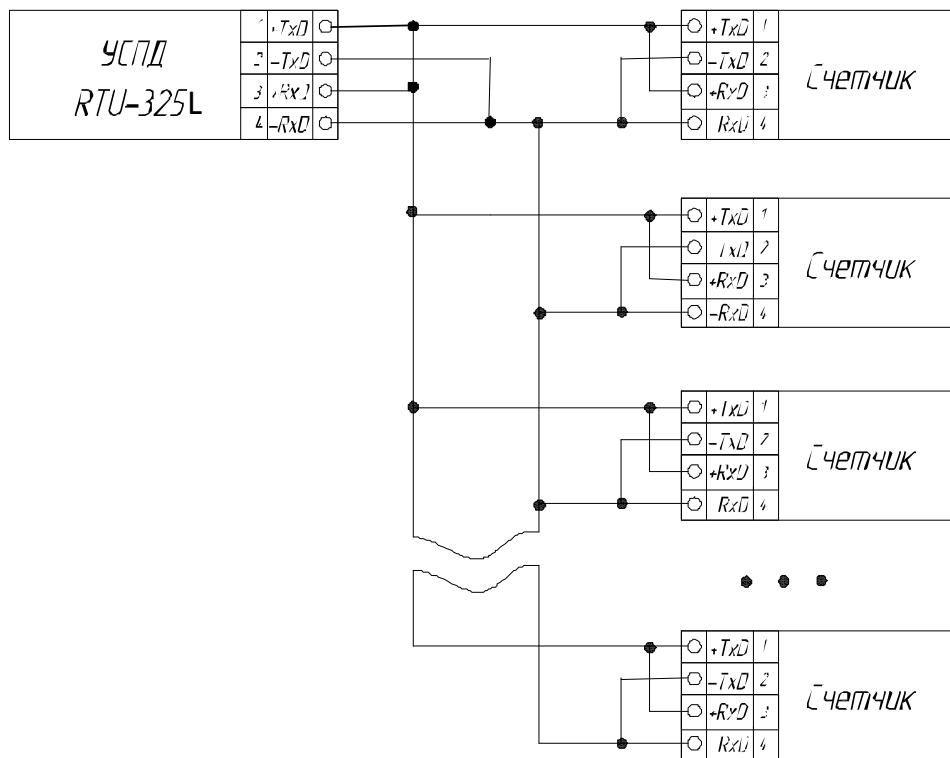 УСПД
RTU-325L
1 +TxD
2 -TxD
3 +RxD
4 -RxD
+TxD 1
-TxD 2
+RxD 3
RxD 4
Счетчик
+TxD 1
TxD 2
+RxD 3
-RxD 4
Счетчик
+TxD 1
-TxD 2
+RxD 3
RxD 4
Счетчик
+TxD 1
-TxD 2
+RxD 3
RxD 4
Счетчик